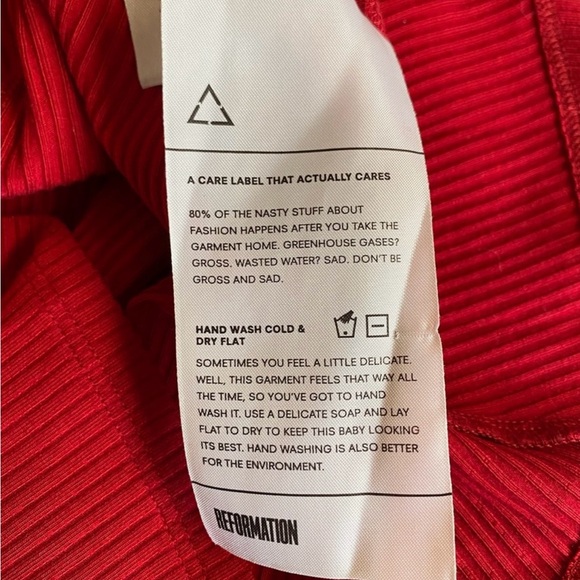 A CARE LABEL THAT ACTUALLY CARES
80% OF THE NASTY STUFF ABOUT
FASHION HAPPENS AFTER YOU TAKE THE
GARMENT HOME. GREENHOUSE GASES?
GROSS. WASTED WATER? SAD. DON'T BE
GROSS AND SAD.
HAND WASH COLD &
DRY FLAT
SOMETIMES YOU FEEL A LITTLE DELICATE.
WELL, THIS GARMENT FEELS THAT WAY ALL
THE TIME, SO YOU'VE GOT TO HAND
WASH IT. USE A DELICATE SOAP AND LAY
FLAT TO DRY TO KEEP THIS BABY LOOKING
ITS BEST. HAND WASHING IS ALSO BETTER
FOR THE ENVIRONMENT.
REFORMATION